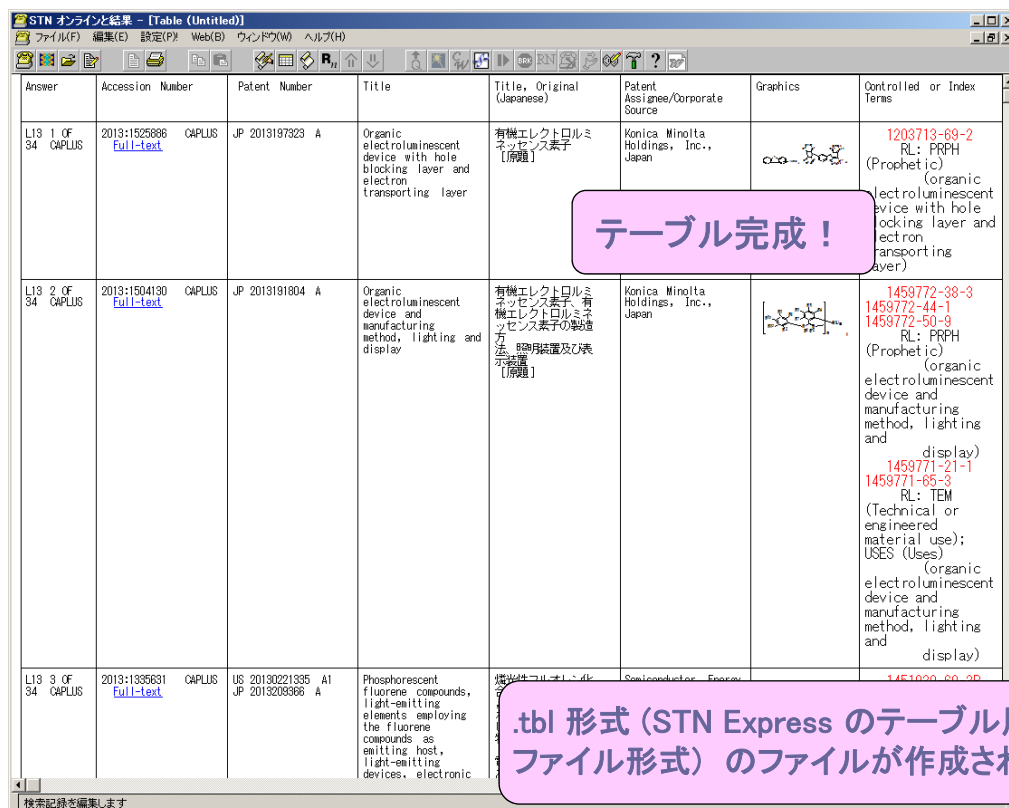 STN オンラインと結果 - [Table (Untitled)]
ファイル(F) 編集(E) 設定(P)! Web(B) ウィンドウ(W) ヘルプ(H)
Answer
Accession Number
Patent Number
Title
Title, Original
(Japanese)
Patent
Assignee/Corporate
Source
Graphics
Controlled or Index
Terms
L13 1 OF
34 CAPLUS
2013:1525886 CAPLUS
Full-text
JP 2013197323 A
Organic
electroluminescent
device with hole
blocking layer and
electron
transporting layer
有機エレクトロルミ
ネッセンス素子
[原題]
Konica Minolta
Holdings, Inc.,
Japan
1203713-69-2
RL: PRPH
(Prophetic)
(organic
electroluminescent
device with hole
blocking layer and
electron
transporting
layer)
テーブル完成!
L13 2 OF
34 CAPLUS
2013:1504130 CAPLUS
Full-text
JP 2013191804 A
Organic
electroluminescent
device and
manufacturing
method, lighting and
display
有機エレクトロルミ
ネッセンス素子、有
機エレクトロルミネ
ッセンス素子の製造
方
法、照明装置及び表
示装置
[原題]
Konica Minolta
Holdings, Inc.,
Japan
1459772-38-3
1459772-44-1
1459772-50-9
RL: PRPH
(Prophetic)
(organic
electroluminescent
device and
manufacturing
method, lighting
and
display)
1459771-21-1
1459771-65-3
RL: TEM
(Technical or
engineered
material use);
USES (Uses)
(organic
electroluminescent
device and
manufacturing
method, lighting
and
display)
L13 3 OF
34 CAPLUS
2013:1335631 CAPLUS
Full-text
US 20130221335 A1
JP 2013209366 A
Phosphorescent
fluorene compounds,
light-emitting
elements employing
the fluorene
compounds as
emitting host,
light-emitting
devices, electronic
Semiconductor Energy
.tbl 形式 (STN Express のテーブル
ファイル形式) のファイルが作成さ
検索記録を編集します